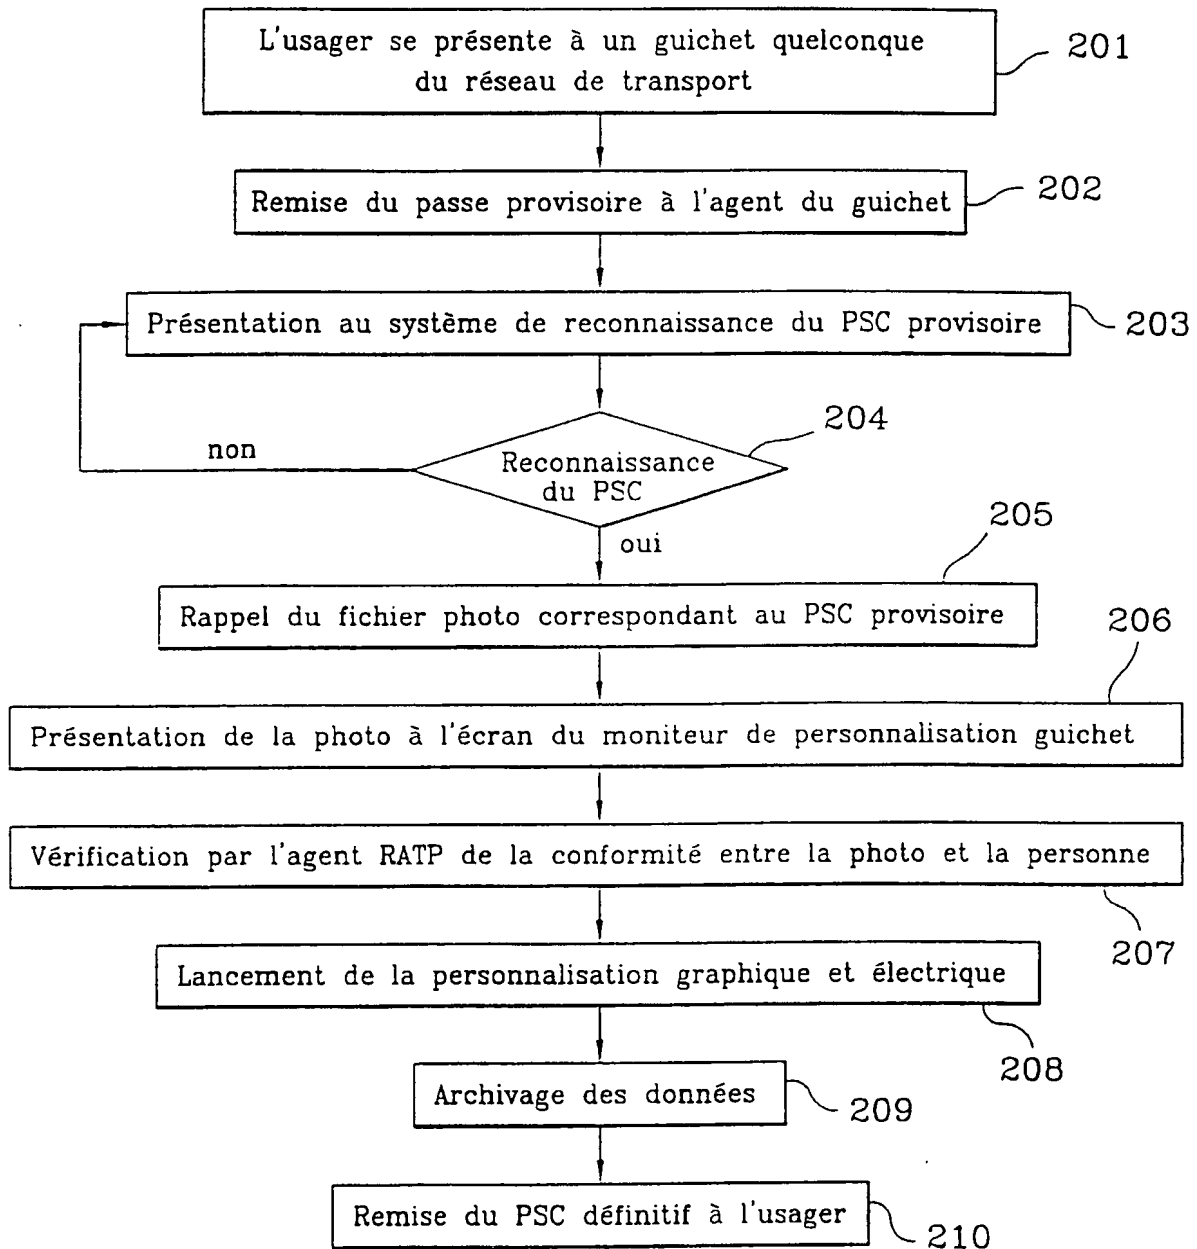 L'usager se présente à un guichet quelconque
du réseau de transport
201
Remise du passe provisoire à l'agent du guichet
202
Présentation au système de reconnaissance du PSC provisoire
203
204
non
Reconnaissance
du PSC
oui
205
Rappel du fichier photo correspondant au PSC provisoire
206
Présentation de la photo à l'écran du moniteur de personnalisation guichet
Vérification par l'agent RATP de la conformité entre la photo et la personne
207
Lancement de la personnalisation graphique et électrique
208
Archivage des données
209
Remise du PSC définitif à l'usager
210